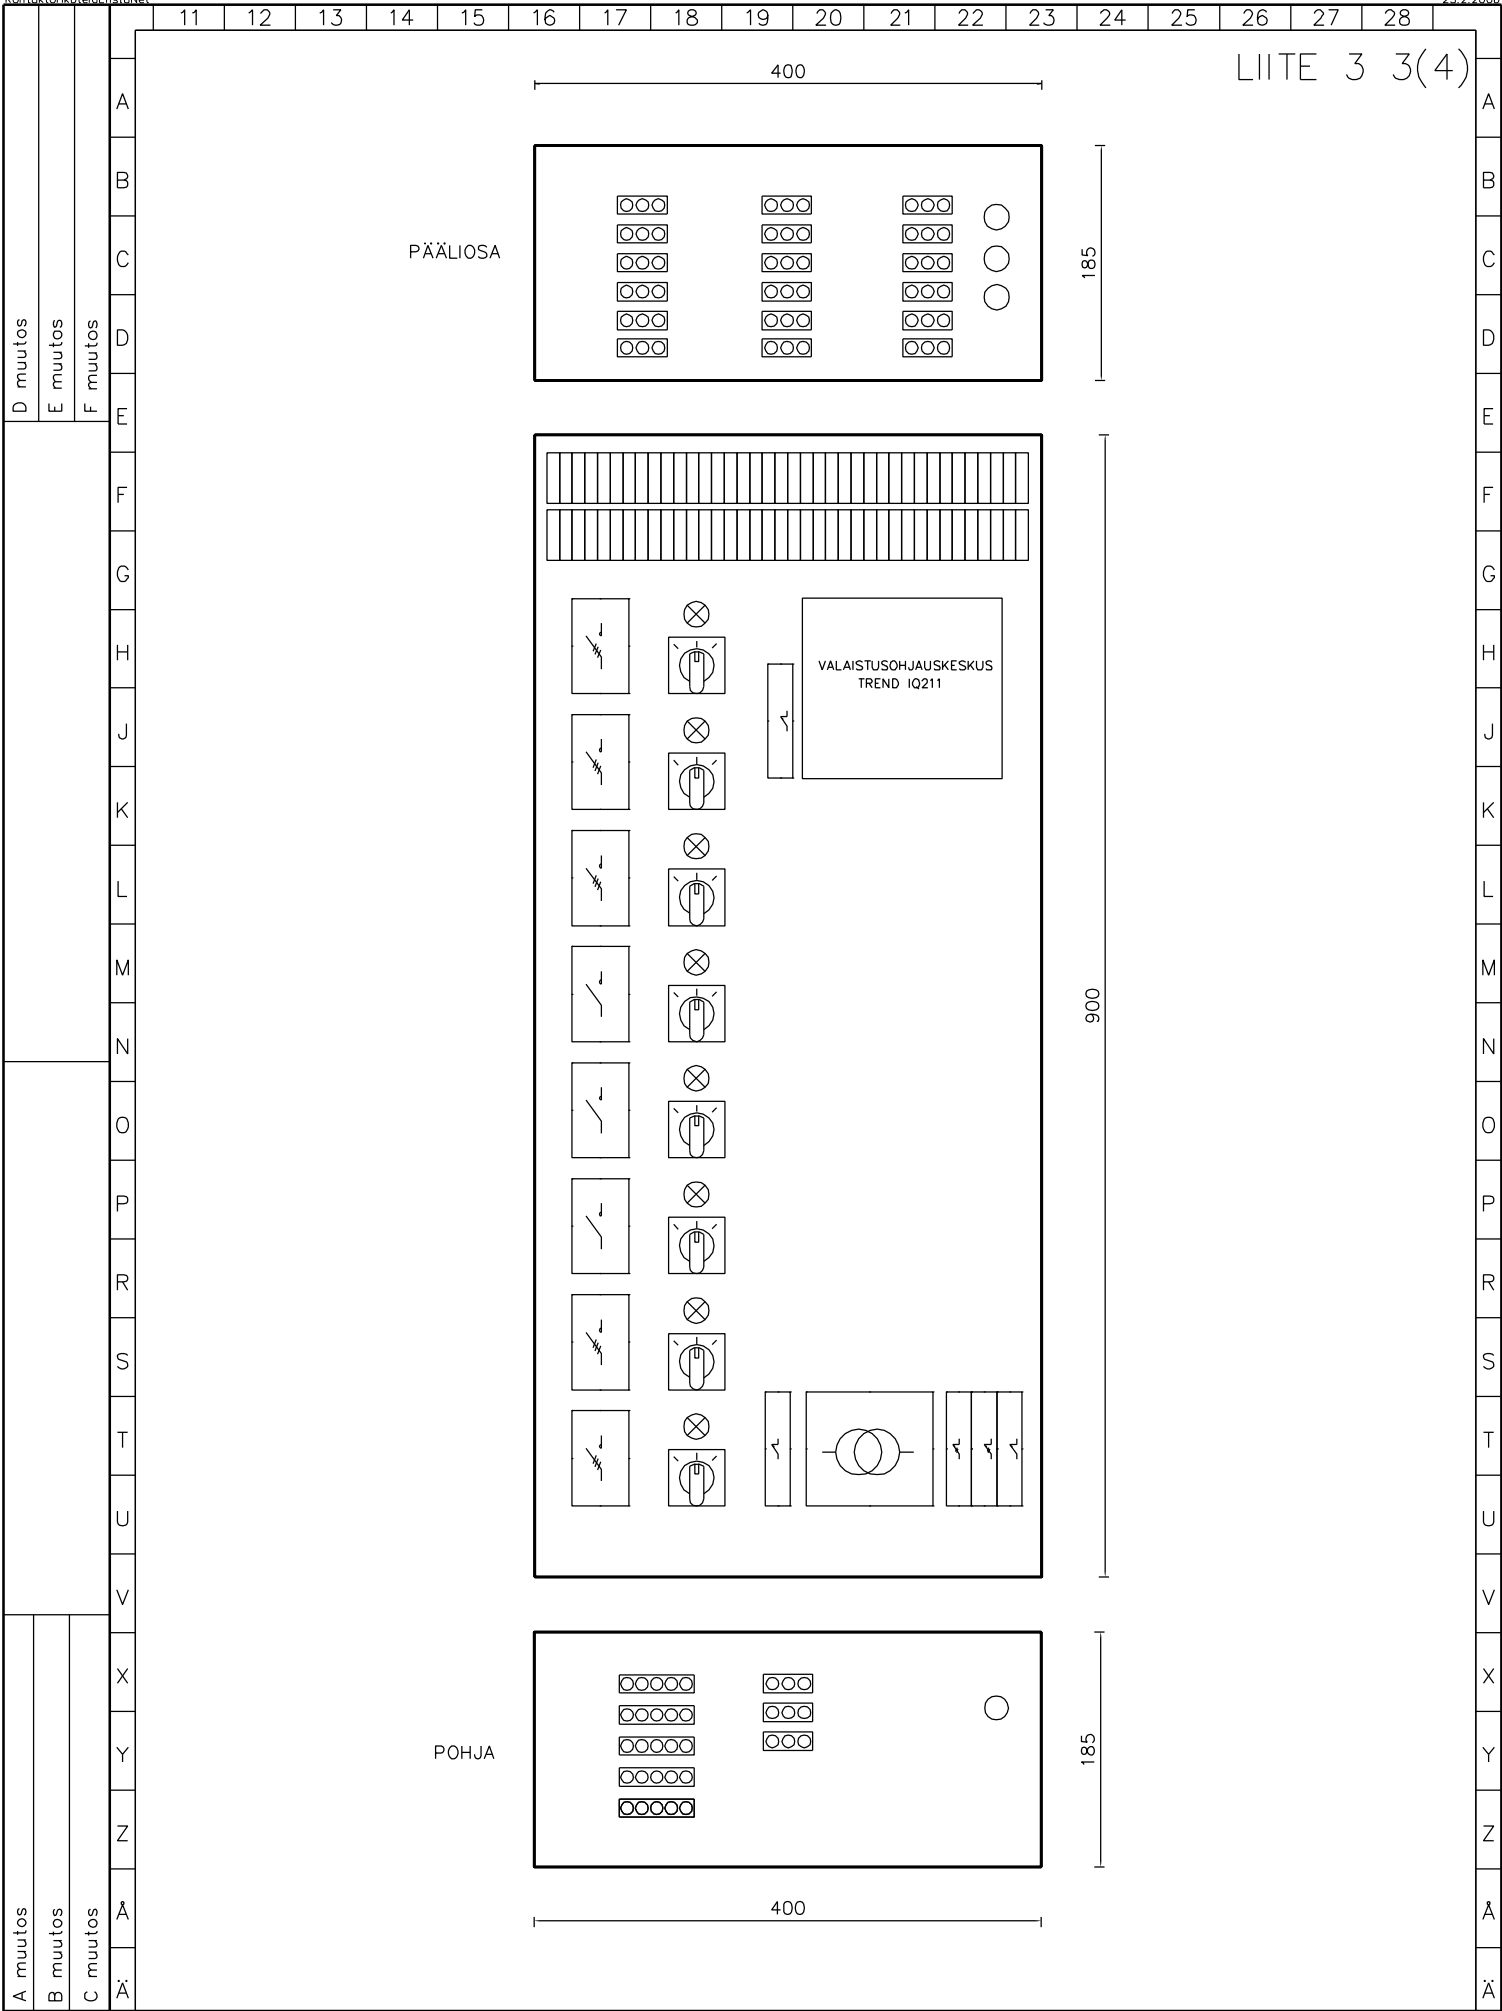 11 12 13 14 15 16 17 18 19 20 21 22 23 24 25 26 27 28
LIITE 3 3(4)
400
A A
B B
PÄÄLIOSA
185
C C
D D
D muutos
E muutos
F muutos
E E
F F
G G
H H
VALAISTUSOHJAUSKESKUS
TREND IQ211
J J
K K
L L
M M
900
N N
O O
P P
R R
S S
T T
U U
V V
X X
Y Y
POHJA
185
Z Z
400
Å Å
A muutos
B muutos
C muutos
Ä Ä